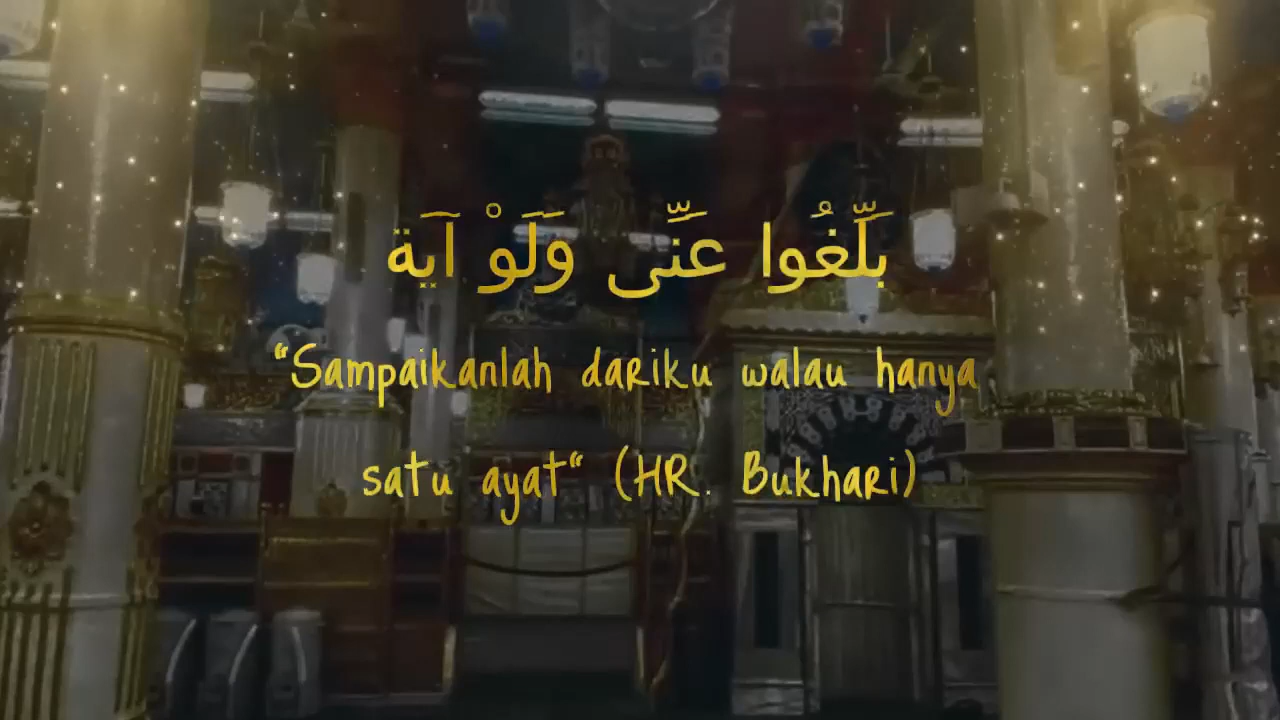 بَلِّغُوا عَنِّى وَلَوْ آيَة
“Sampaikanlah dariku walau hanya
satu ayat“ (HR. Bukhari)